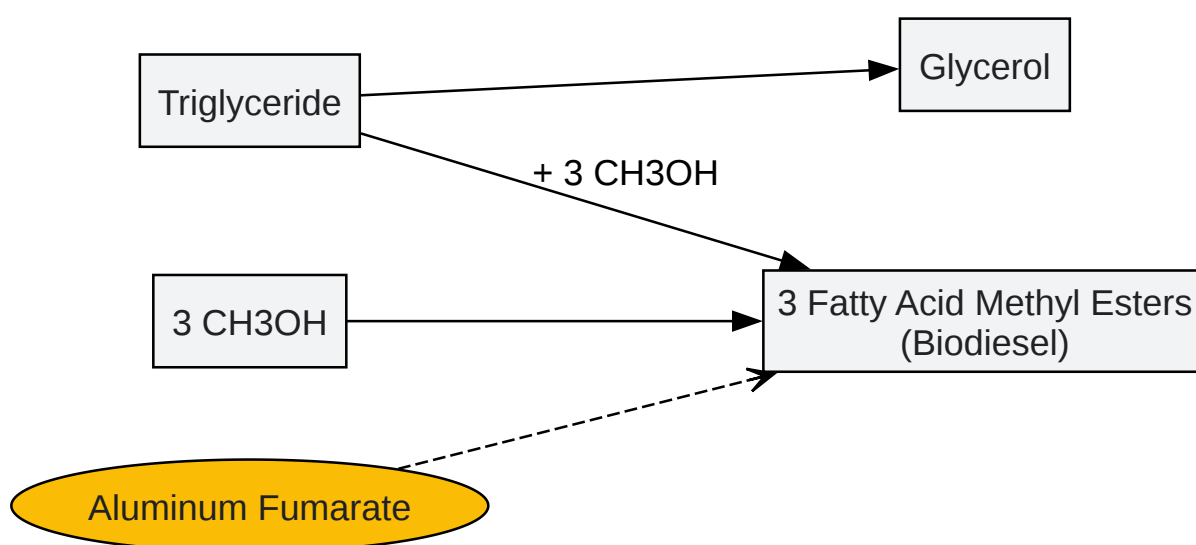 Glycerol
Triglyceride
+ 3 CH3OH
3 CH3OH
3 Fatty Acid Methyl Esters
(Biodiesel)
Aluminum Fumarate